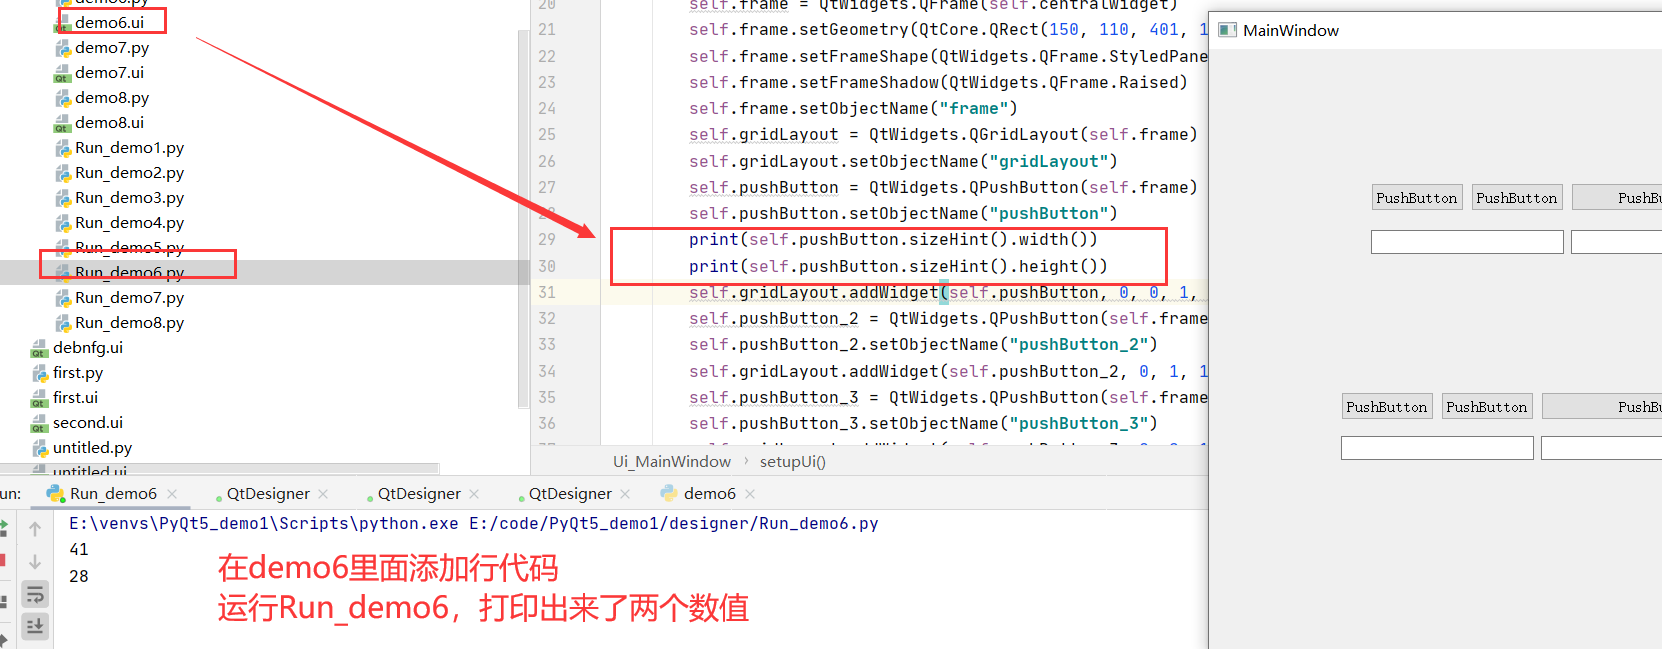 demo6.py
demo6.ui
demo7.py
demo7.ui
demo8.py
demo8.ui
Run_demo1.py
Run_demo2.py
Run_demo3.py
Run_demo4.py
Run_demo5.py
Run_demo6.py
Run_demo7.py
Run_demo8.py
debnfg.ui
first.py
first.ui
second.ui
untitled.py
untitled.ui
20 self.frame = QtWidgets.QFrame(self.centralwidget)
21 self.frame.setGeometry(QtCore.QRect(150, 110, 401, 1
22 self.frame.setFrameShape(QtWidgets.QFrame.StyledPane
23 self.frame.setFrameShadow(QtWidgets.QFrame.Raised)
24 self.frame.setObjectName("frame")
25 self.gridLayout = QtWidgets.QGridLayout(self.frame)
26 self.gridLayout.setObjectName("gridLayout")
27 self.pushButton = QtWidgets.QPushButton(self.frame)
28 self.pushButton.setObjectName("pushButton")
29 print(self.pushButton.sizeHint().width())
30 print(self.pushButton.sizeHint().height())
31 self.gridLayout.addWidget(self.pushButton, 0, 0, 1,
32 self.pushButton_2 = QtWidgets.QPushButton(self.frame
33 self.pushButton_2.setObjectName("pushButton_2")
34 self.gridLayout.addWidget(self.pushButton_2, 0, 1, 1
35 self.pushButton_3 = QtWidgets.QPushButton(self.frame
36 self.pushButton_3.setObjectName("pushButton_3")
Ui_MainWindow › setupUi()
MainWindow
PushButton PushButton PushBu
PushButton PushButton PushBu
un: Run_demo6 × QtDesigner × QtDesigner × QtDesigner × demo6 ×
E:\venvs\PyQt5_demo1\Scripts\python.exe E:/code/PyQt5_demo1/designer/Run_demo6.py
41
28
在demo6里面添加行代码
运行Run_demo6，打印出来了两个数值